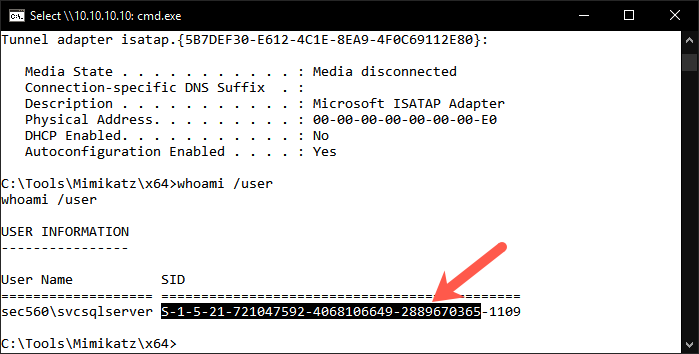 Select \\10.10.10.10: cmd.exe
Tunnel adapter isatap.{5B7DEF30-E612-4C1E-8EA9-4F0C69112E80}:
Media State . . . . . . . . . . . : Media disconnected
Connection-specific DNS Suffix  . :
Description . . . . . . . . . . . : Microsoft ISATAP Adapter
Physical Address. . . . . . . . . : 00-00-00-00-00-00-00-E0
DHCP Enabled. . . . . . . . . . . : No
Autoconfiguration Enabled . . . . : Yes
C:\Tools\Mimikatz\x64>whoami /user
whoami /user
USER INFORMATION
----------------
User Name          SID
================== ============================================
sec560\svcsqlserver S-1-5-21-721047592-4068106649-2889670365-1109
C:\Tools\Mimikatz\x64>